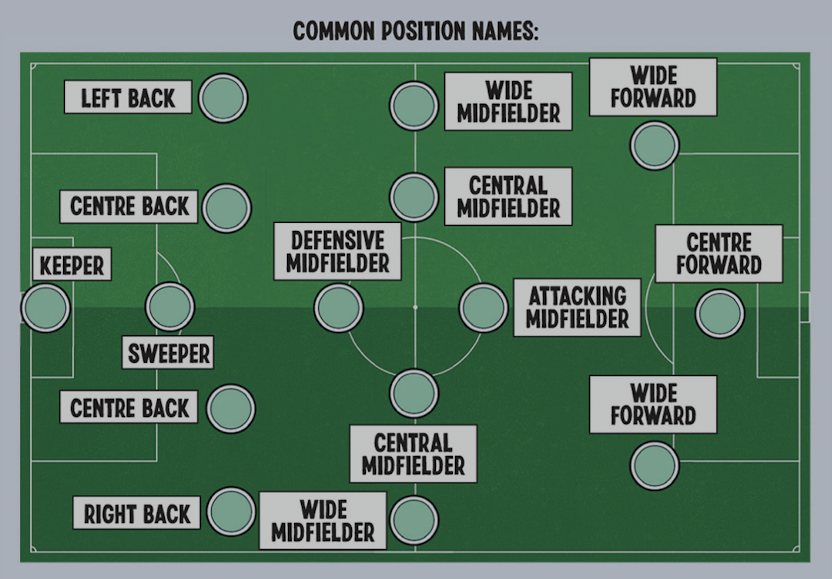 COMMON POSITION NAMES:
LEFT BACK
WIDE
MIDFIELDER
WIDE
FORWARD
CENTRE BACK
CENTRAL
MIDFIELDER
KEEPER
DEFENSIVE
MIDFIELDER
CENTRE
FORWARD
ATTACKING
MIDFIELDER
SWEEPER
CENTRE BACK
WIDE
FORWARD
CENTRAL
MIDFIELDER
RIGHT BACK
WIDE
MIDFIELDER